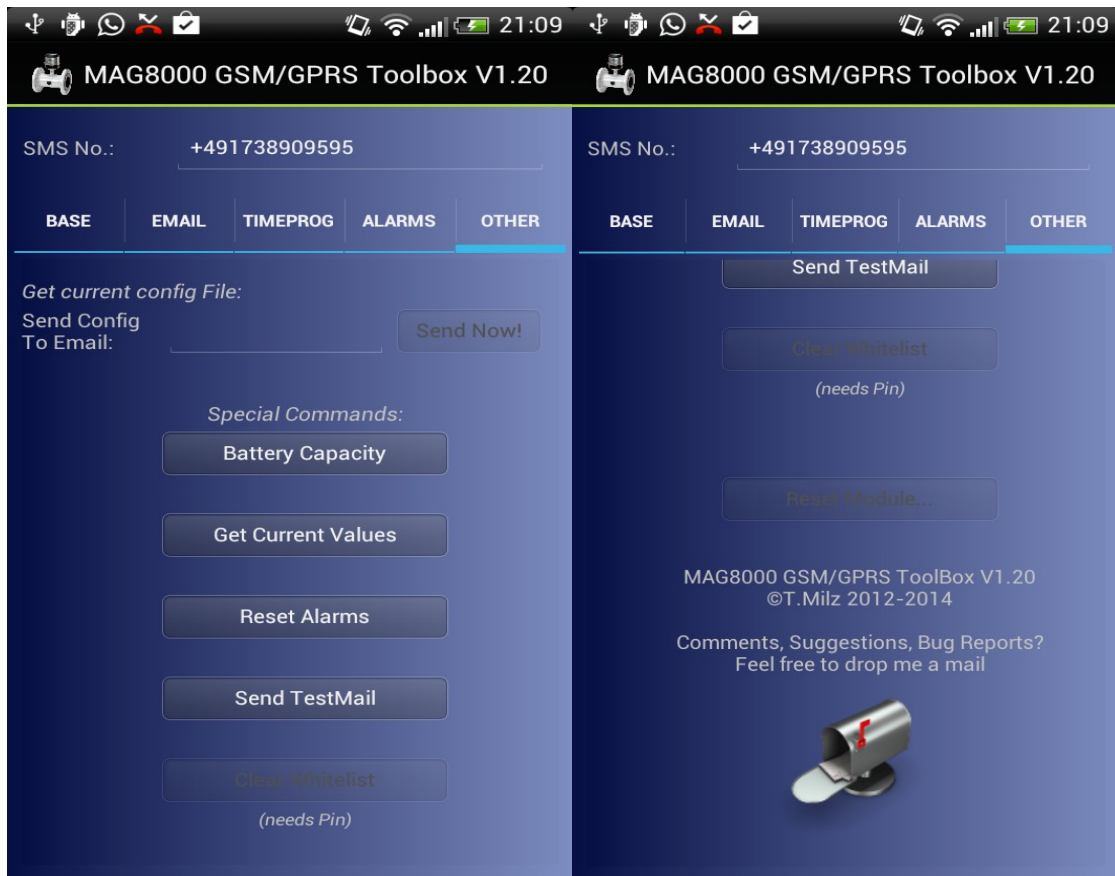 21:09
MAG8000 GSM/GPRS Toolbox V1.20
SMS No.: +491738909595
BASE EMAIL TIMEPROG ALARMS OTHER
Get current config File:
Send Config
To Email:
Send Now!
Special Commands:
Battery Capacity
Get Current Values
Reset Alarms
Send TestMail
Clear Whitelist
(needs Pin)
21:09
MAG8000 GSM/GPRS Toolbox V1.20
SMS No.: +491738909595
BASE EMAIL TIMEPROG ALARMS OTHER
Send TestMail
Clear Whitelist
(needs Pin)
Reset Module...
MAG8000 GSM/GPRS ToolBox V1.20
©T.Milz 2012-2014
Comments, Suggestions, Bug Reports?
Feel free to drop me a mail